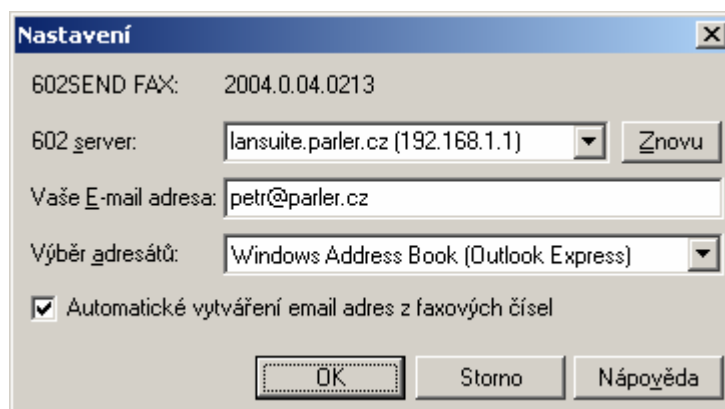 Nastavení
602SEND FAX: 2004.0.04.0213
602 server: lansuite.parler.cz (192.168.1.1) Znovu
Vaše E-mail adresa: petr@parler.cz
Výběr adresátů: Windows Address Book (Outlook Express)
Automatické vytváření email adres z faxových čísel
OK Storno Nápověda